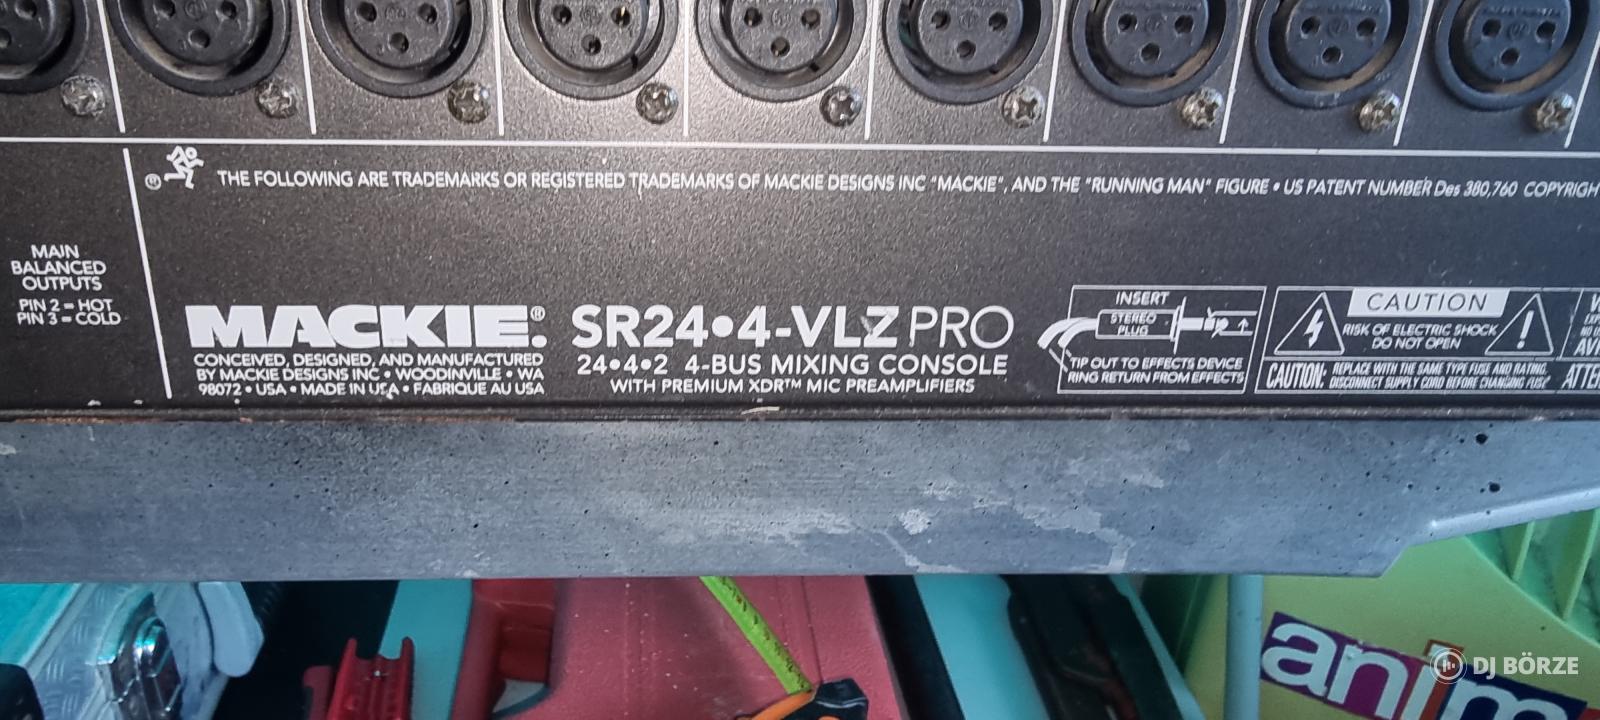 ® THE FOLLOWING ARE TRADEMARKS OR REGISTERED TRADEMARKS OF MACKIE DESIGNS INC "MACKIE", AND THE "RUNNING MAN" FIGURE • US PATENT NUMBER Des 380,760 COPYRIGH
MAIN
BALANCED
OUTPUTS
PIN 2 = HOT
PIN 3 = COLD
MACKIE.®
CONCEIVED, DESIGNED, AND MANUFACTURED
BY MACKIE DESIGNS INC • WOODINVILLE • WA
98072 • USA • MADE IN USA • FABRIQUE AU USA
SR24•4-VLZ PRO
24•4•2 4-BUS MIXING CONSOLE
WITH PREMIUM XDR™ MIC PREAMPLIFIERS
INSERT
STEREO
PLUG
TIP OUT TO EFFECTS DEVICE
RING RETURN FROM EFFECTS
CAUTION
RISK OF ELECTRIC SHOCK
DO NOT OPEN
CAUTION: REPLACE WITH THE SAME TYPE FUSE AND RATING.
DISCONNECT SUPPLY CORD BEFORE CHANGING FUSE
AVI
ATTE
anim
DJ BÖRZE